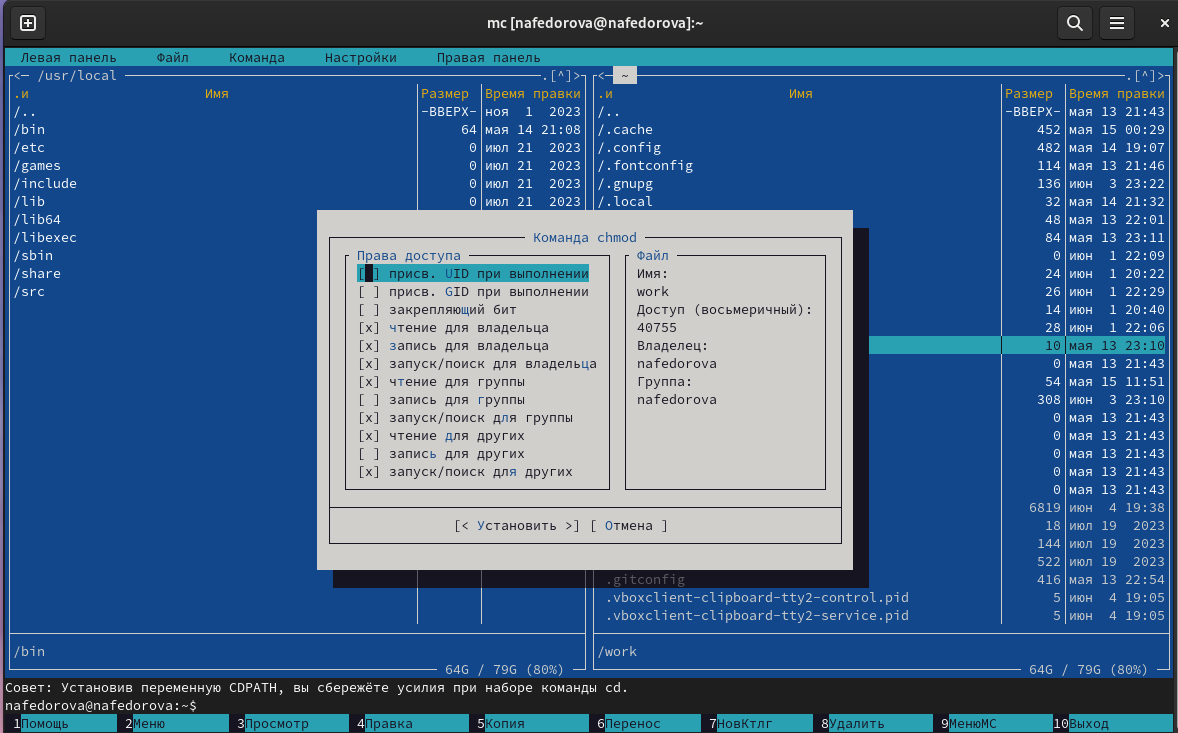 mc [nafedorova@nafedorova]:~
Левая панель Файл Команда Настройки Правая панель
<─ /usr/local .[^]> <─ ~ .[^]>
.и Имя Размер Время правки .и Имя Размер Время правки
/.. -ВВЕРХ- ноя 1 2023 /.. -ВВЕРХ- мая 13 21:43
/bin 64 мая 14 21:08 /.cache 452 мая 15 00:29
/etc 0 июл 21 2023 /.config 482 мая 14 19:07
/games 0 июл 21 2023 /.fontconfig 114 мая 13 21:46
/include 0 июл 21 2023 /.gnupg 136 июн 3 23:22
/lib 0 июл 21 2023 /.local 32 мая 14 21:32
/lib64 48 мая 13 22:01
/libexec Команда chmod 84 июн 3 23:11
/sbin Права доступа Файл 0 июн 1 22:09
/share [ ] присв. UID при выполнении Имя: 24 июн 1 20:22
/src [ ] присв. GID при выполнении work 26 июн 1 22:29
[ ] закрепляющий бит Доступ (восьмеричный): 14 июн 1 20:40
[x] чтение для владельца 40755 28 июн 1 22:06
[x] запись для владельца Владелец: 10 мая 13 23:10
[x] запуск/поиск для владельца nafedorova 0 мая 13 21:43
[x] чтение для группы Группа: 54 мая 15 11:51
[ ] запись для группы nafedorova 308 июн 3 23:10
[x] запуск/поиск для группы 0 мая 13 21:43
[x] чтение для других 0 мая 13 21:43
[ ] запись для других 0 мая 13 21:43
[x] запуск/поиск для других 0 мая 13 21:43
0 мая 13 21:43
6819 июн 4 19:38
[< Установить >] [ Отмена ] 18 июл 19 2023
144 июл 19 2023
522 июл 19 2023
.gitconfig 416 мая 13 22:54
.vboxclient-clipboard-tty2-control.pid 5 июн 4 19:05
.vboxclient-clipboard-tty2-service.pid 5 июн 4 19:05
/bin /work
64G / 79G (80%) 64G / 79G (80%)
Совет: Установив переменную CDPATH, вы сбережёте усилия при наборе команды cd.
nafedorova@nafedorova:~$
1Помощь 2Меню 3Просмотр 4Правка 5Копия 6Перенос 7НовКтлг 8Удалить 9МенюМС 10Выход